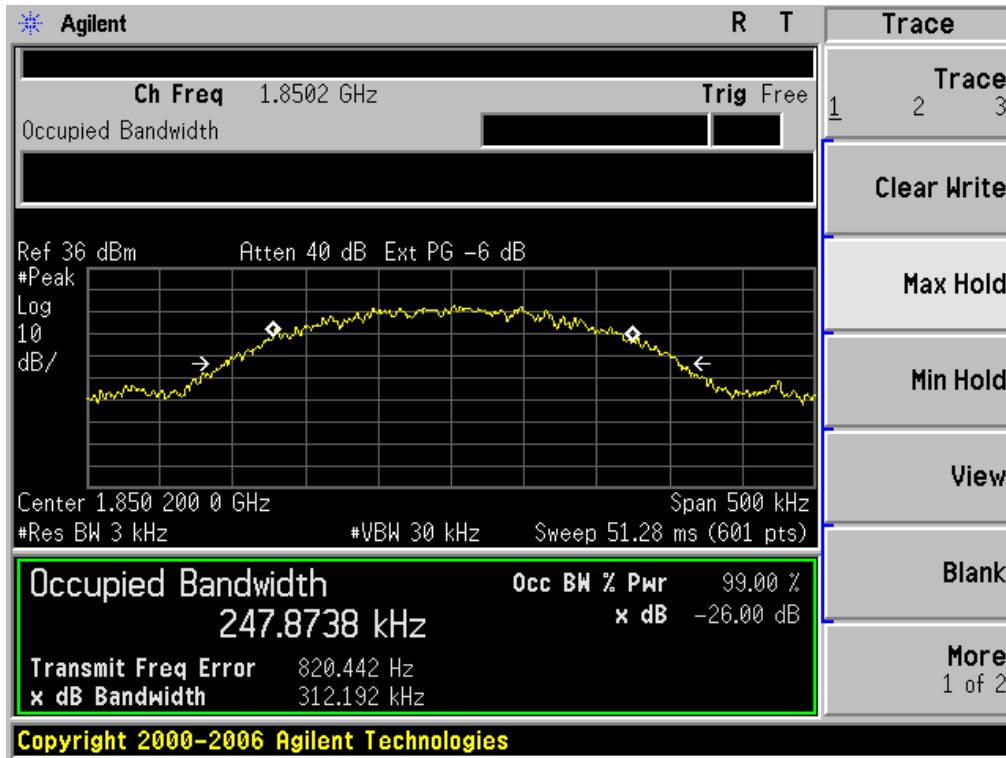 Agilent R T Trace
Ch Freq 1.8502 GHz Trig Free
Occupied Bandwidth
Trace
1 2 3
Clear Write
Max Hold
Min Hold
View
Blank
More
1 of 2
Ref 36 dBm Atten 40 dB Ext PG -6 dB
#Peak
Log
10
dB/
Center 1.850 200 0 GHz Span 500 kHz
#Res BW 3 kHz #VBW 30 kHz Sweep 51.28 ms (601 pts)
Occupied Bandwidth Occ BW % Pwr 99.00 %
247.8738 kHz x dB -26.00 dB
Transmit Freq Error 820.442 Hz
x dB Bandwidth 312.192 kHz
Copyright 2000-2006 Agilent Technologies